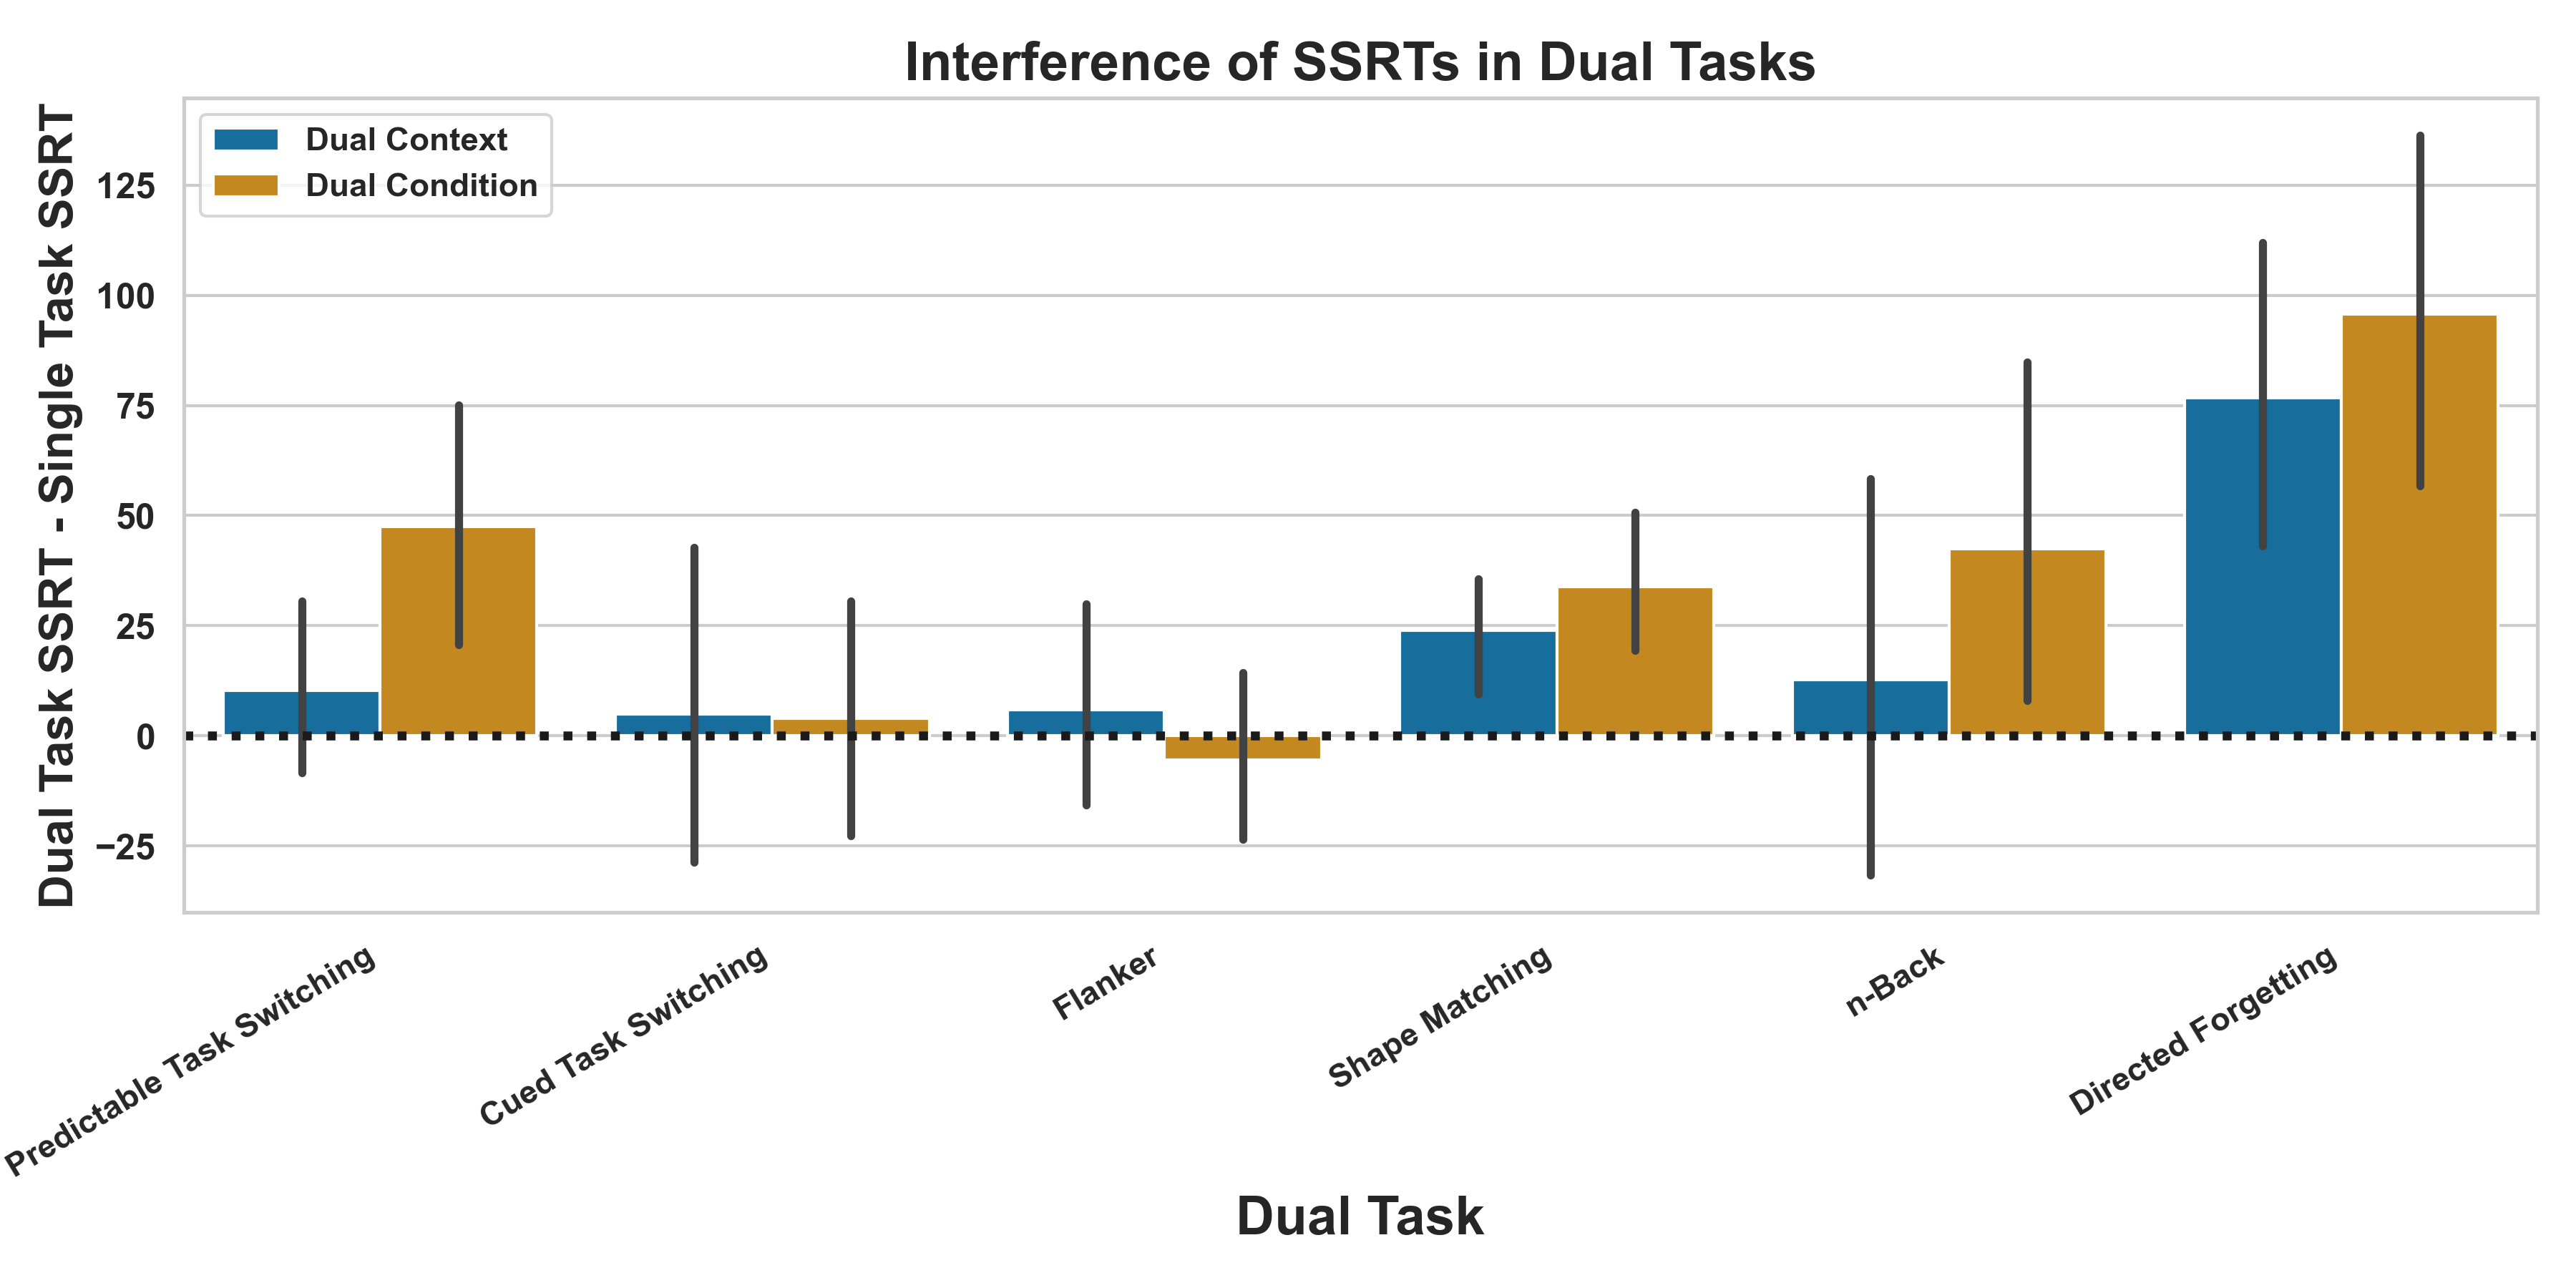 Interference of SSRTs in Dual Tasks
Dual Task SSRT - Single Task SSRT
Dual Context
Dual Condition
125
100
75
50
25
0
−25
Predictable Task Switching
Cued Task Switching
Flanker
Shape Matching
n-Back
Directed Forgetting
Dual Task